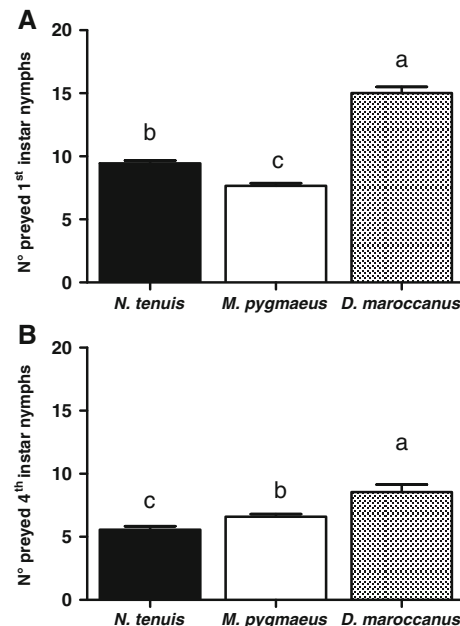 A
N° preyed 1st instar nymphs
20
15
10
5
0
b
c
a
N. tenuis M. pygmaeus D. maroccanus
B
N° preyed 4th instar nymphs
20
15
10
5
0
c
b
a
N. tenuis M. pygmaeus D. maroccanus